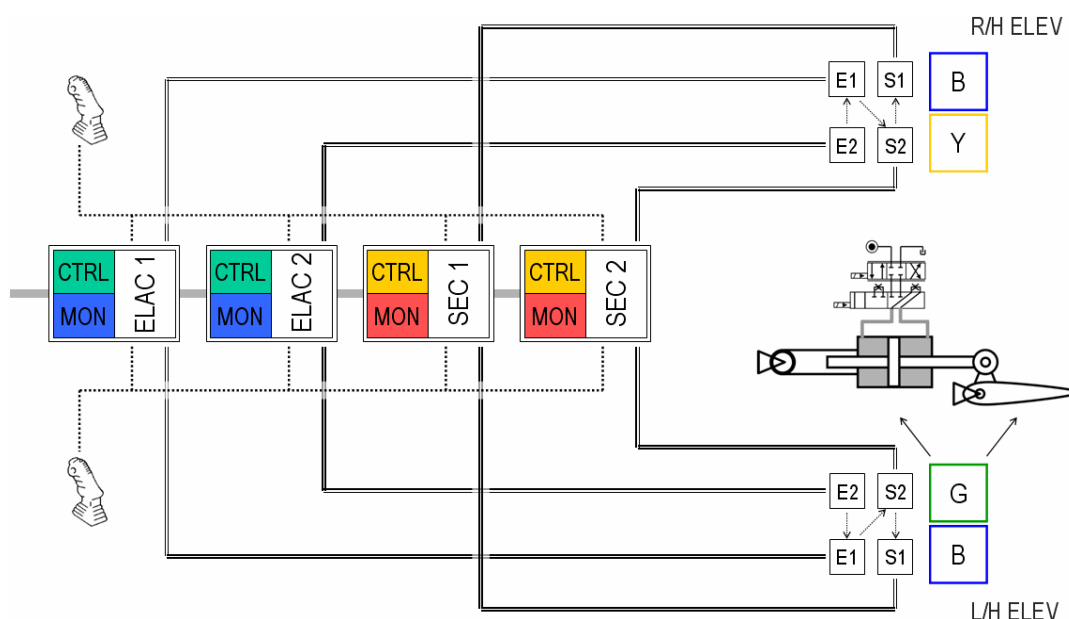 R/H ELEV
E1 S1 B
E2 S2 Y
CTRL
MON
ELAC 1
CTRL
MON
ELAC 2
CTRL
MON
SEC 1
CTRL
MON
SEC 2
E2 S2 G
E1 S1 B
L/H ELEV